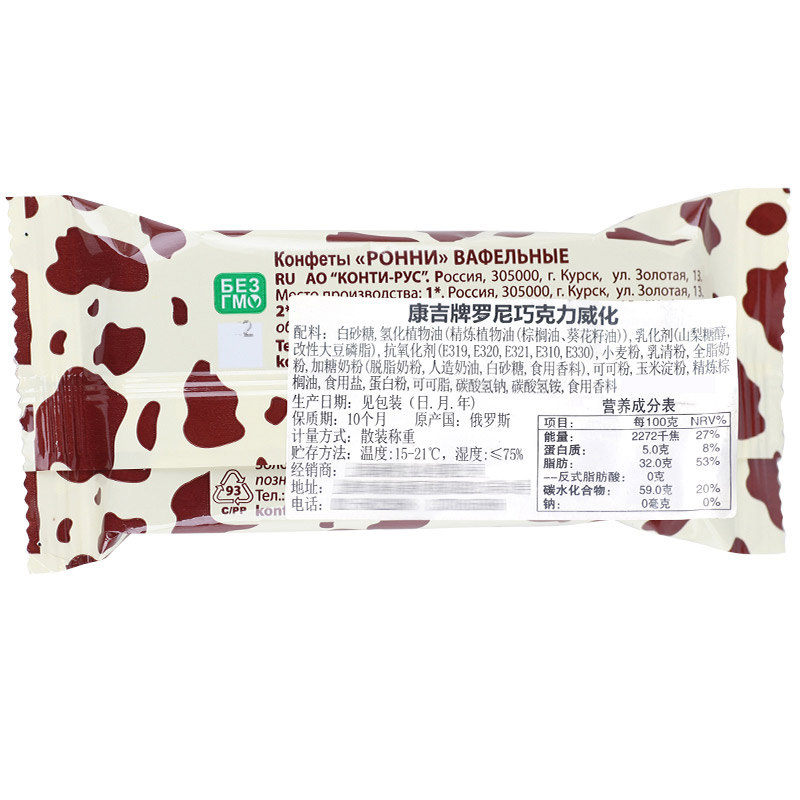 Конфеты «РОННИ» ВАФЕЛЬНЫЕ
RU АО "КОНТИ-РУС". Россия, 305000, г. Курск, ул. Золотая, 13.
Место производства: 1*. Россия, 305000, г. Курск, ул. Золотая, 13.
2*
БЕЗ
ГМО
2
康吉牌罗尼巧克力威化
配料: 白砂糖, 氢化植物油(精炼植物油(棕榈油、葵花籽油)), 乳化剂(山梨糖醇,
改性大豆磷脂), 抗氧化剂(E319, E320, E321, E310, E330), 小麦粉, 乳清粉, 全脂奶
粉, 加糖奶粉(脱脂奶粉, 人造奶油, 白砂糖, 食用香料), 可可粉, 玉米淀粉, 精炼棕
榈油, 食用盐, 蛋白粉, 可可脂, 碳酸氢钠, 碳酸氢铵, 食用香料
生产日期: 见包装 (日. 月. 年)
保质期: 10个月 原产国: 俄罗斯
计量方式: 散装称重
贮存方法: 温度: 15-21℃, 湿度: ≤75%
经销商:
地址:
电话:
营养成分表
项目: 每100克 NRV%
能量: 2272千焦 27%
蛋白质: 5.0克 8%
脂肪: 32.0克 53%
--反式脂肪酸: 0克
碳水化合物: 59.0克 20%
钠: 0毫克 0%
93
C/PP
Тел.: